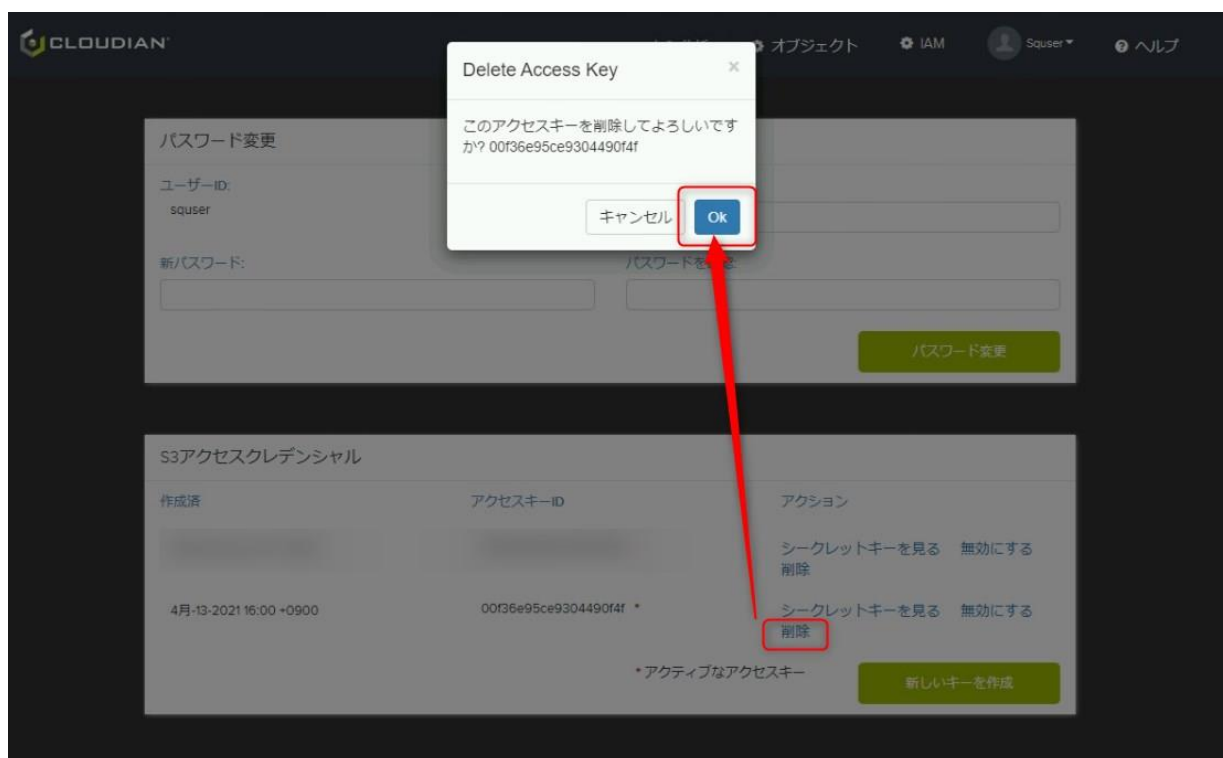 CLOUDIAN
オブジェクト
IAM
Squser
ヘルプ
Delete Access Key
×
このアクセスキーを削除してよろしいです
か? 00f36e95ce9304490f4f
キャンセル
Ok
パスワード変更
ユーザーID:
squser
新パスワード:
パスワードを
パスワード変更
S3アクセスクレデンシャル
作成済
アクセスキーID
アクション
シークレットキーを見る 無効にする
削除
4月-13-2021 16:00 +0900
00f36e95ce9304490f4f *
シークレットキーを見る 無効にする
削除
* アクティブなアクセスキー
新しいキーを作成